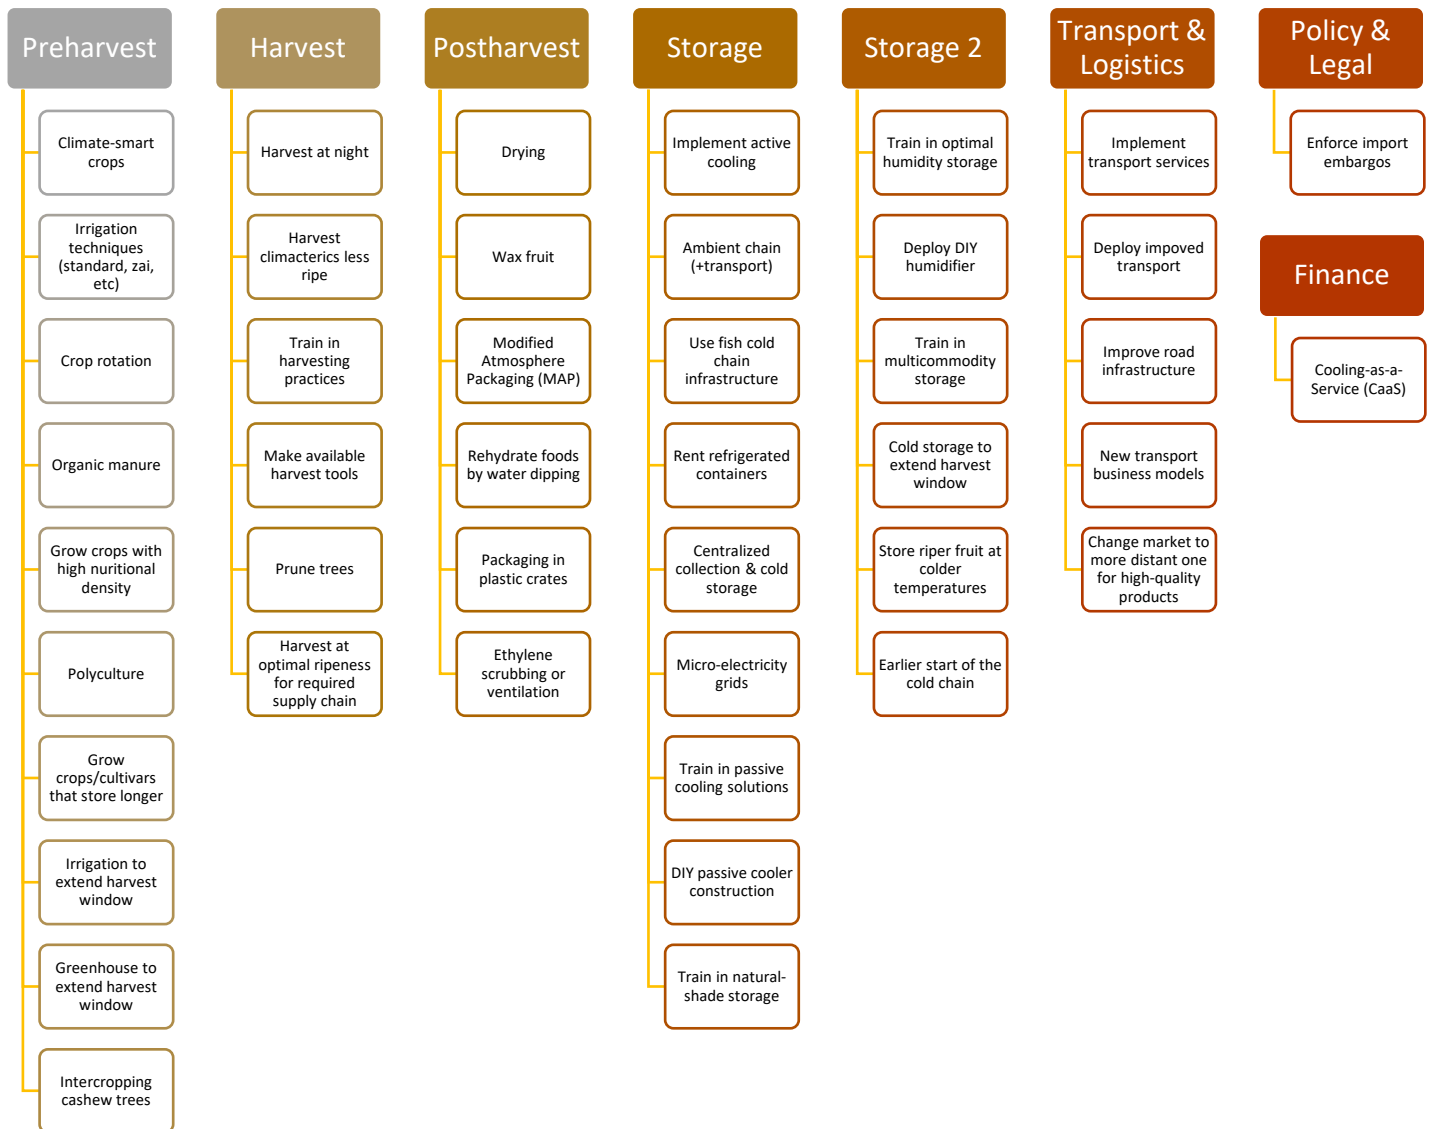 Preharvest
Climate-smart
crops
Irrigation
techniques
(standard, zai,
etc)
Crop rotation
Organic manure
Grow crops with
high nuritional
density
Polyculture
Grow
crops/cultivars
that store longer
Irrigation to
extend harvest
window
Greenhouse to
extend harvest
window
Intercropping
cashew trees
Harvest
Harvest at night
Harvest
climacterics less
ripe
Train in
harvesting
practices
Make available
harvest tools
Prune trees
Harvest at
optimal ripeness
for required
supply chain
Postharvest
Drying
Wax fruit
Modified
Atmosphere
Packaging (MAP)
Rehydrate foods
by water dipping
Packaging in
plastic crates
Ethylene
scrubbing or
ventilation
Storage
Implement active
cooling
Ambient chain
(+transport)
Use fish cold
chain
infrastructure
Rent refrigerated
containers
Centralized
collection & cold
storage
Micro-electricity
grids
Train in passive
cooling solutions
DIY passive cooler
construction
Train in natural-
shade storage
Storage 2
Train in optimal
humidity storage
Deploy DIY
humidifier
Train in
multicommodity
storage
Cold storage to
extend harvest
window
Store riper fruit at
colder
temperatures
Earlier start of the
cold chain
Transport &
Logistics
Implement
transport services
Deploy impoved
transport
Improve road
infrastructure
New transport
business models
Change market to
more distant one
for high-quality
products
Policy &
Legal
Enforce import
embargos
Finance
Cooling-as-a-
Service (CaaS)